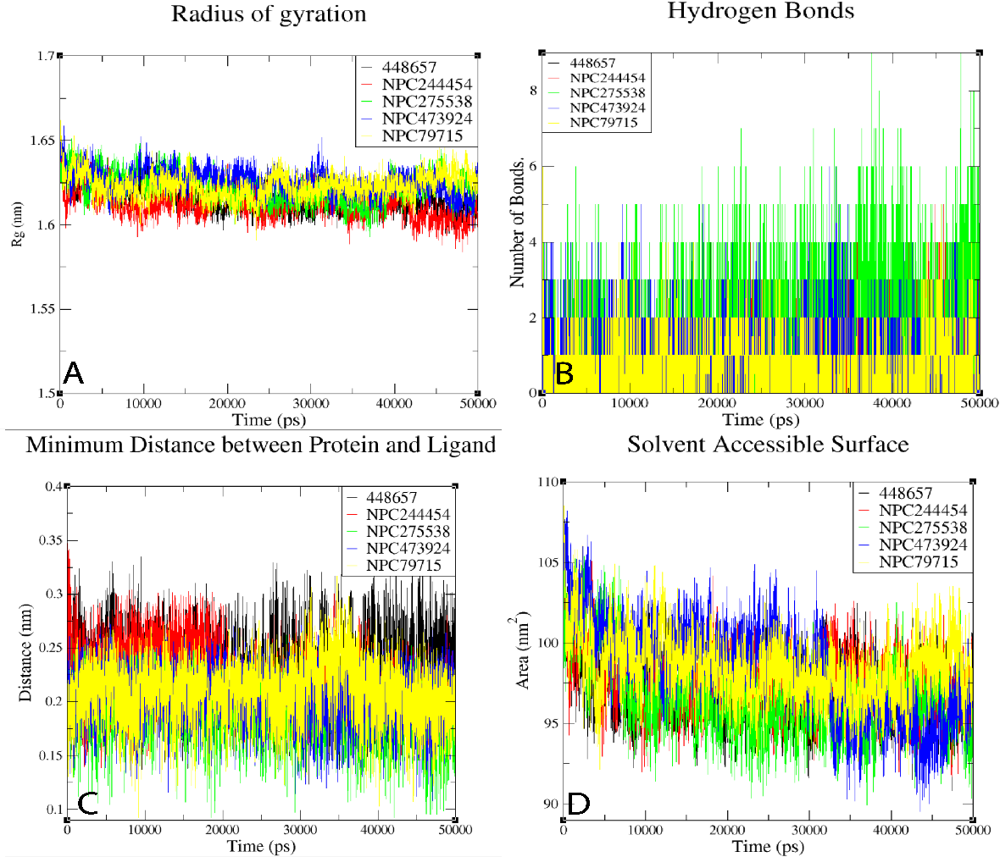 Radius of gyration
1.7
1.65
1.6
1.55
1.5
Rg (nm)
448657
NPC244454
NPC275538
NPC473924
NPC79715
A
0 10000 20000 30000 40000 50000
Time (ps)
Hydrogen Bonds
8
6
4
2
0
Number of Bonds.
448657
NPC244454
NPC275538
NPC473924
NPC79715
B
0 10000 20000 30000 40000 50000
Time (ps)
Minimum Distance between Protein and Ligand
0.4
0.35
0.3
0.25
0.2
0.15
0.1
Distance (nm)
448657
NPC244454
NPC275538
NPC473924
NPC79715
C
0 10000 20000 30000 40000 50000
Time (ps)
Solvent Accessible Surface
110
105
100
95
90
Area (nm²)
448657
NPC244454
NPC275538
NPC473924
NPC79715
D
0 10000 20000 30000 40000 50000
Time (ps)